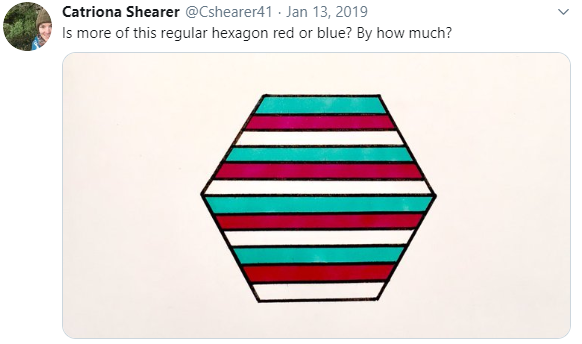 Catriona Shearer @Cshearer41 · Jan 13, 2019
Is more of this regular hexagon red or blue? By how much?